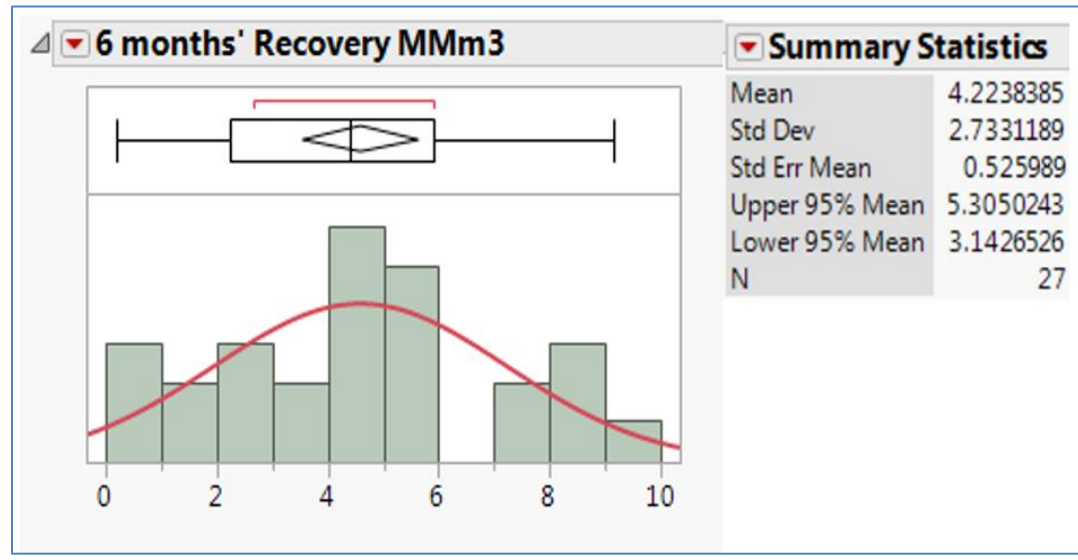 6 months' Recovery MMm3
0 2 4 6 8 10
Summary Statistics
Mean 4.2238385
Std Dev 2.7331189
Std Err Mean 0.525989
Upper 95% Mean 5.3050243
Lower 95% Mean 3.1426526
N 27